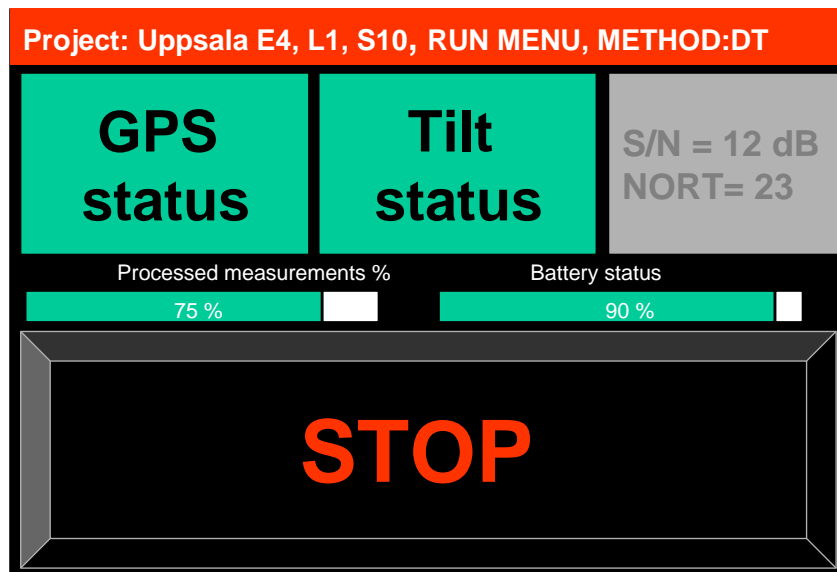 Project: Uppsala E4, L1, S10, RUN MENU, METHOD:DT
GPS
status
Tilt
status
S/N = 12 dB
NORT= 23
Processed measurements %
Battery status
75 %
90 %
STOP